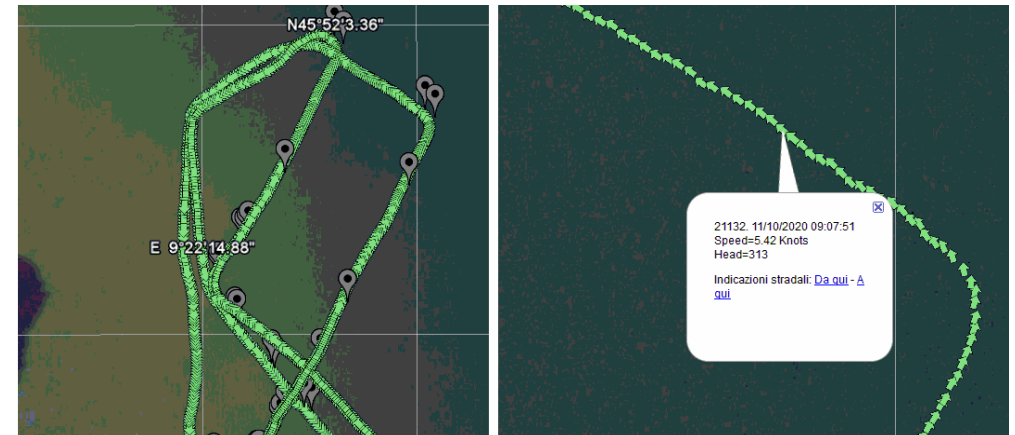 N45°52'3.36"
E 9°22'14.88"
21132. 11/10/2020 09:07:51
Speed=5.42 Knots
Head=313
Indicazioni stradali: Da qui - A
qui